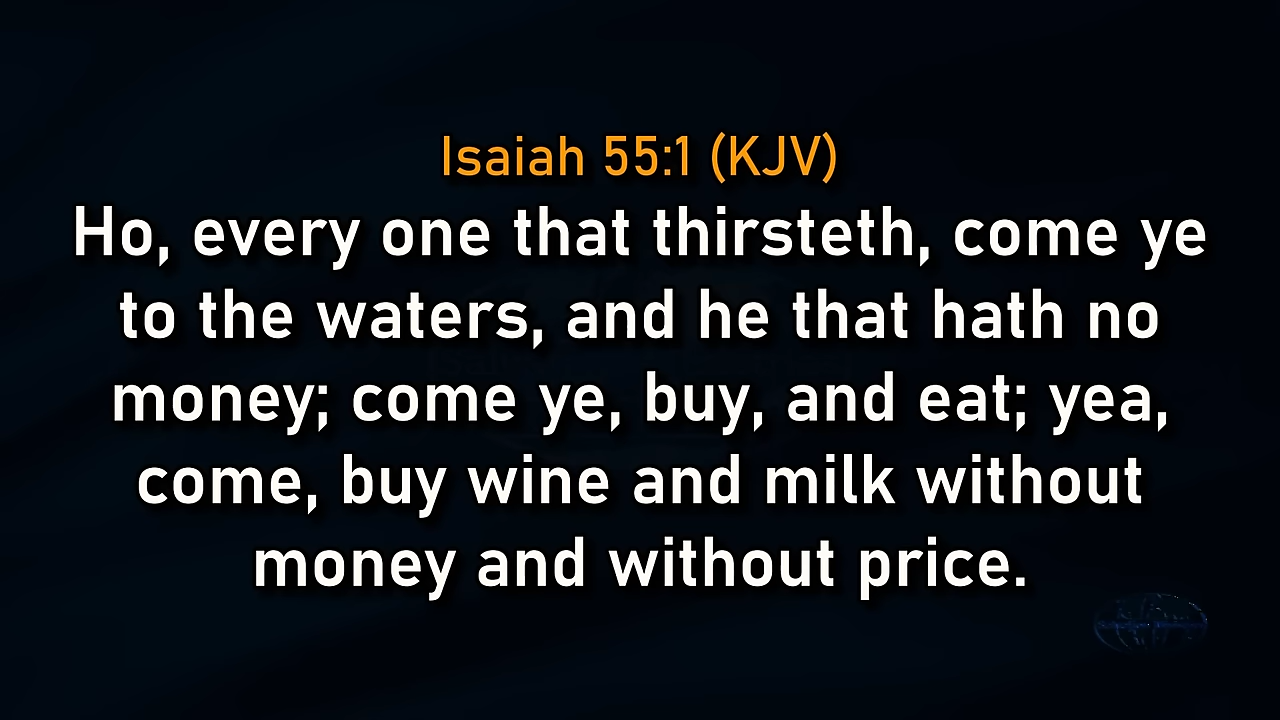 Isaiah 55:1 (KJV)
Ho, every one that thirsteth, come ye
to the waters, and he that hath no
money; come ye, buy, and eat; yea,
come, buy wine and milk without
money and without price.